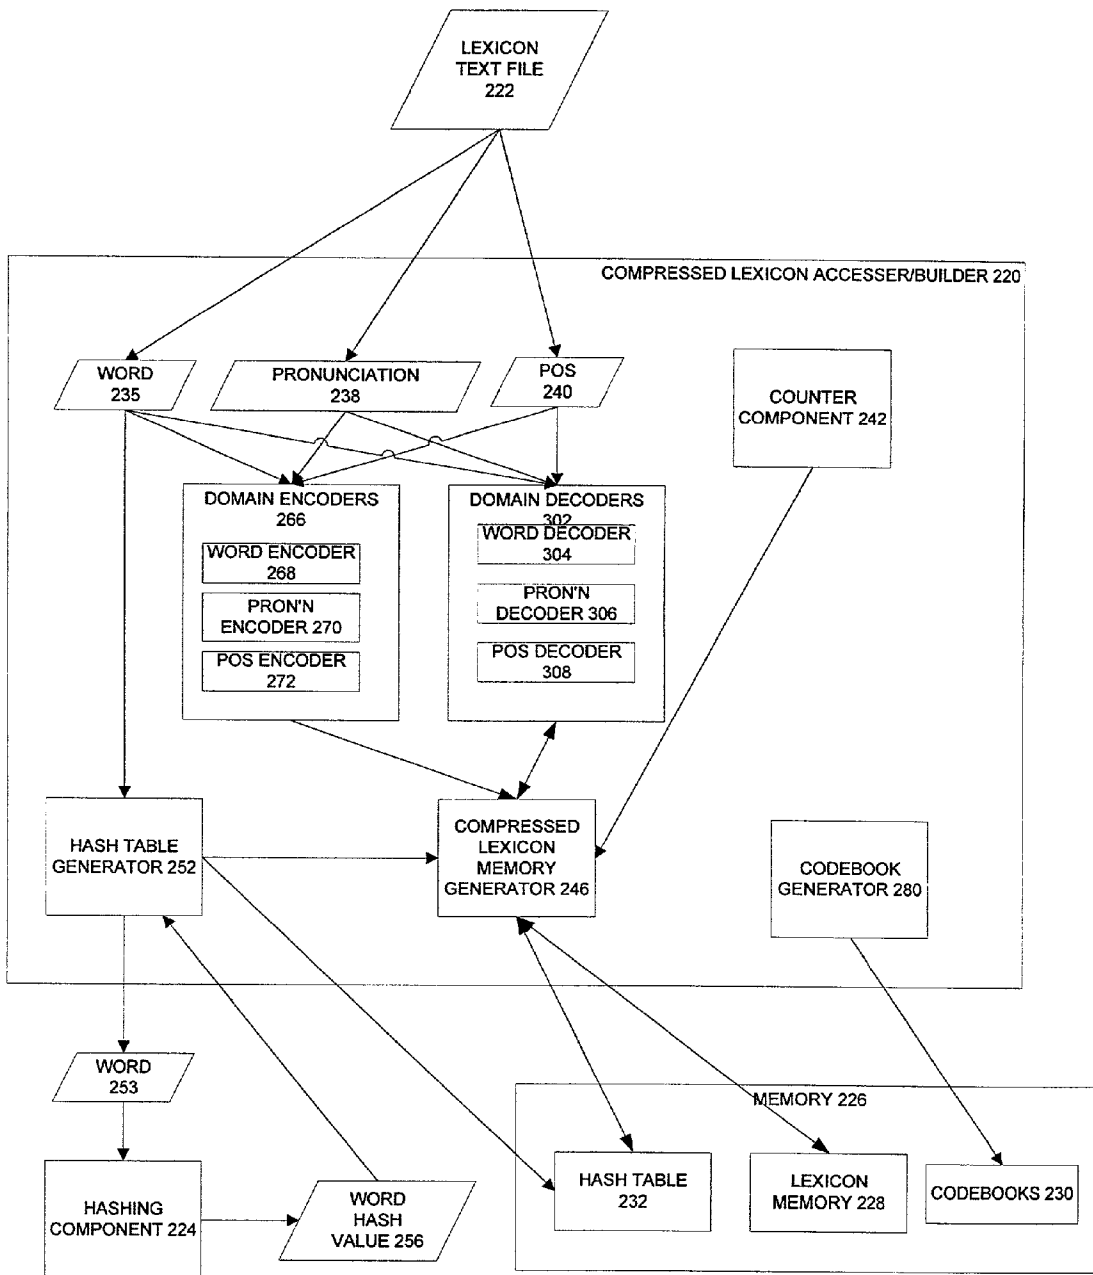 LEXICON
TEXT FILE
222
COMPRESSED LEXICON ACCESSER/BUILDER 220
WORD
235
PRONUNCIATION
238
POS
240
COUNTER
COMPONENT 242
DOMAIN ENCODERS
266
WORD ENCODER
268
PRON'N
ENCODER 270
POS ENCODER
272
DOMAIN DECODERS
302
WORD DECODER
304
PRON'N
DECODER 306
POS DECODER
308
HASH TABLE
GENERATOR 252
COMPRESSED
LEXICON
MEMORY
GENERATOR 246
CODEBOOK
GENERATOR 280
WORD
253
HASHING
COMPONENT 224
WORD
HASH
VALUE 256
MEMORY 226
HASH TABLE
232
LEXICON
MEMORY 228
CODEBOOKS 230